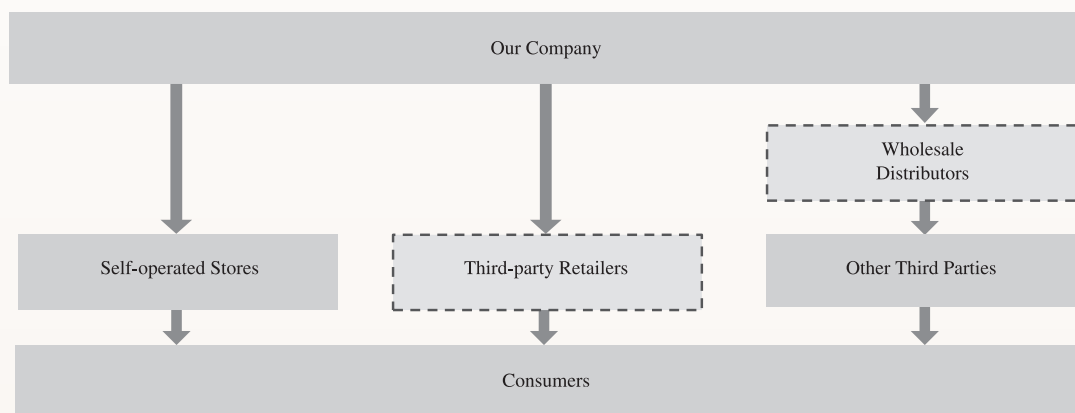 Our Company
Wholesale
Distributors
Self-operated Stores
Third-party Retailers
Other Third Parties
Consumers